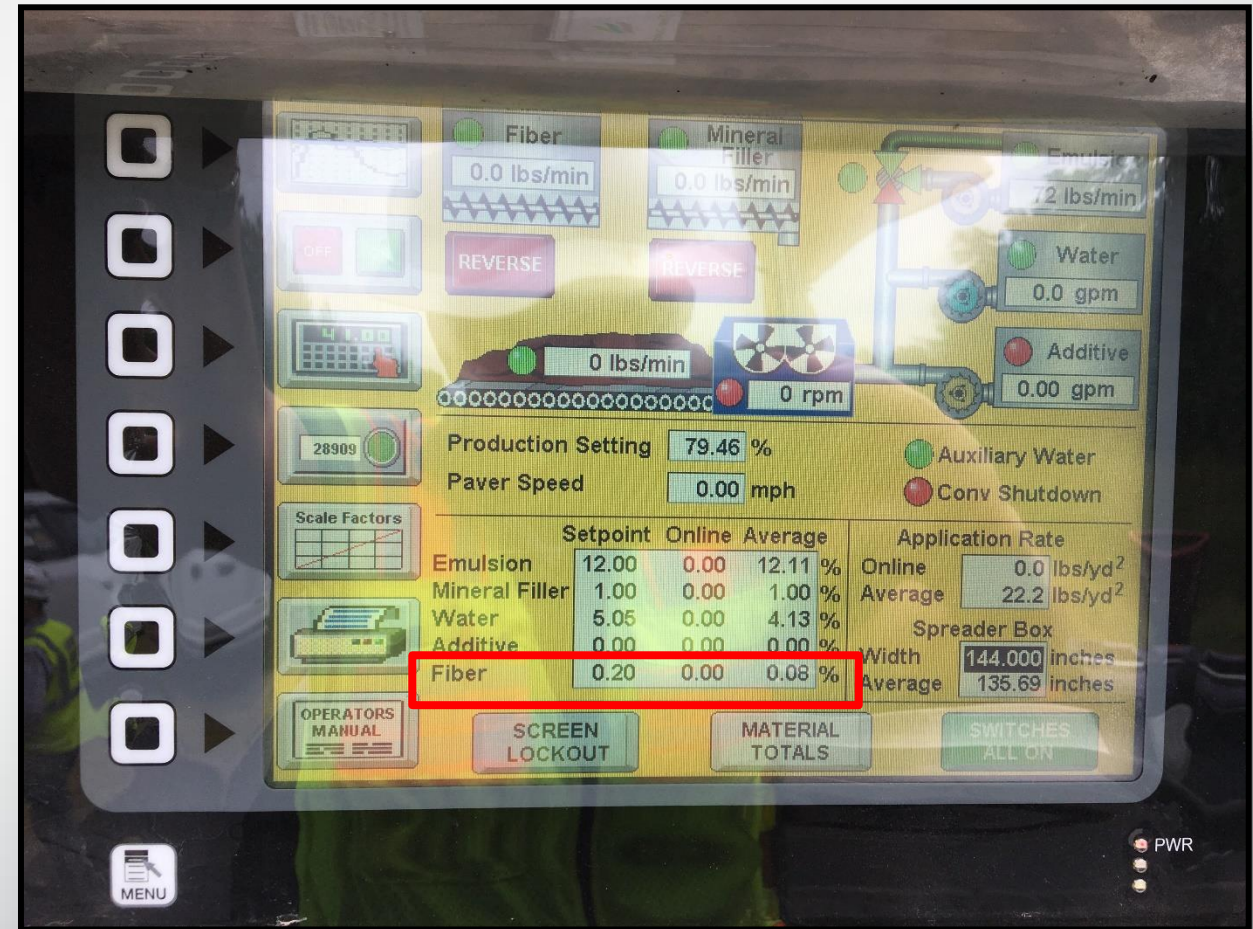 Fiber
0.0 lbs/min
Mineral
Filler
0.0 lbs/min
72 lbs/min
REVERSE
REVERSE
Water
0.0 gpm
OFF
41.00
0 lbs/min
0 rpm
Additive
0.00 gpm
28909
Production Setting 79.46 %
Auxiliary Water
Paver Speed 0.00 mph
Conv Shutdown
Scale Factors
Setpoint Online Average
Emulsion 12.00 0.00 12.11 %
Mineral Filler 1.00 0.00 1.00 %
Water 5.05 0.00 4.13 %
Additive 0.00 0.00 0.00 %
Fiber 0.20 0.00 0.08 %
Application Rate
Online 0.0 lbs/yd²
Average 22.2 lbs/yd²
Spreader Box
Width 144.000 inches
Average 135.69 inches
OPERATORS
MANUAL
SCREEN
LOCKOUT
MATERIAL
TOTALS
SWITCHES
ALL ON
PWR
MENU